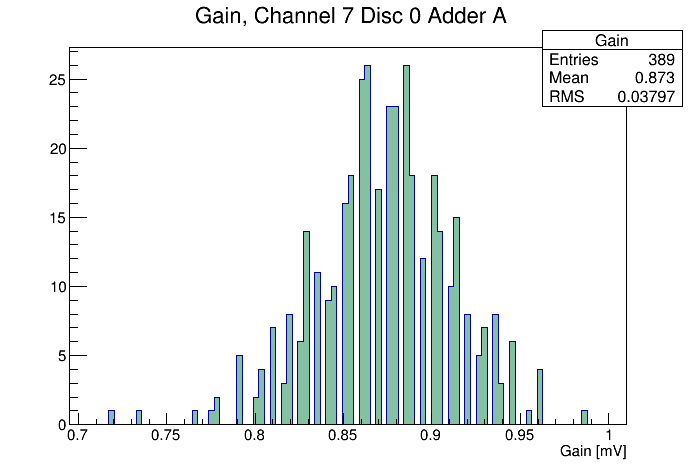 Gain, Channel 7 Disc 0 Adder A
Gain
Entries 389
Mean 0.873
RMS 0.03797
25
20
15
10
5
0
0.7 0.75 0.8 0.85 0.9 0.95 1
Gain [mV]